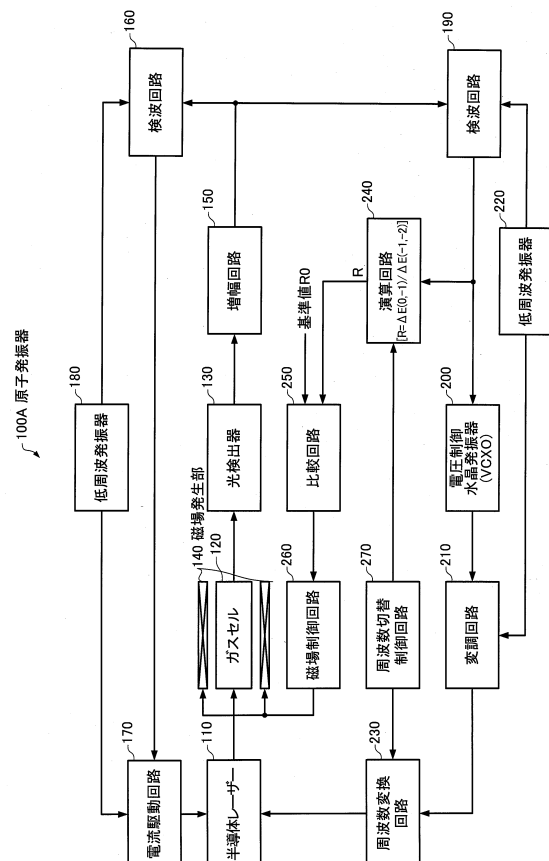 100A 原子発振器
180
低周波発振器
160
検波回路
170
電流駆動回路
140 磁場発生部
110
半導体レーザー
120
ガスセル
130
光検出器
150
増幅回路
基準値R0
R
260
磁場制御回路
250
比較回路
240
演算回路
[R=ΔE(0,-1)/ΔE(-1,-2)]
190
検波回路
230
周波数変換
回路
270
周波数切替
制御回路
210
変調回路
200
電圧制御
水晶発振器
(VCXO)
220
低周波発振器